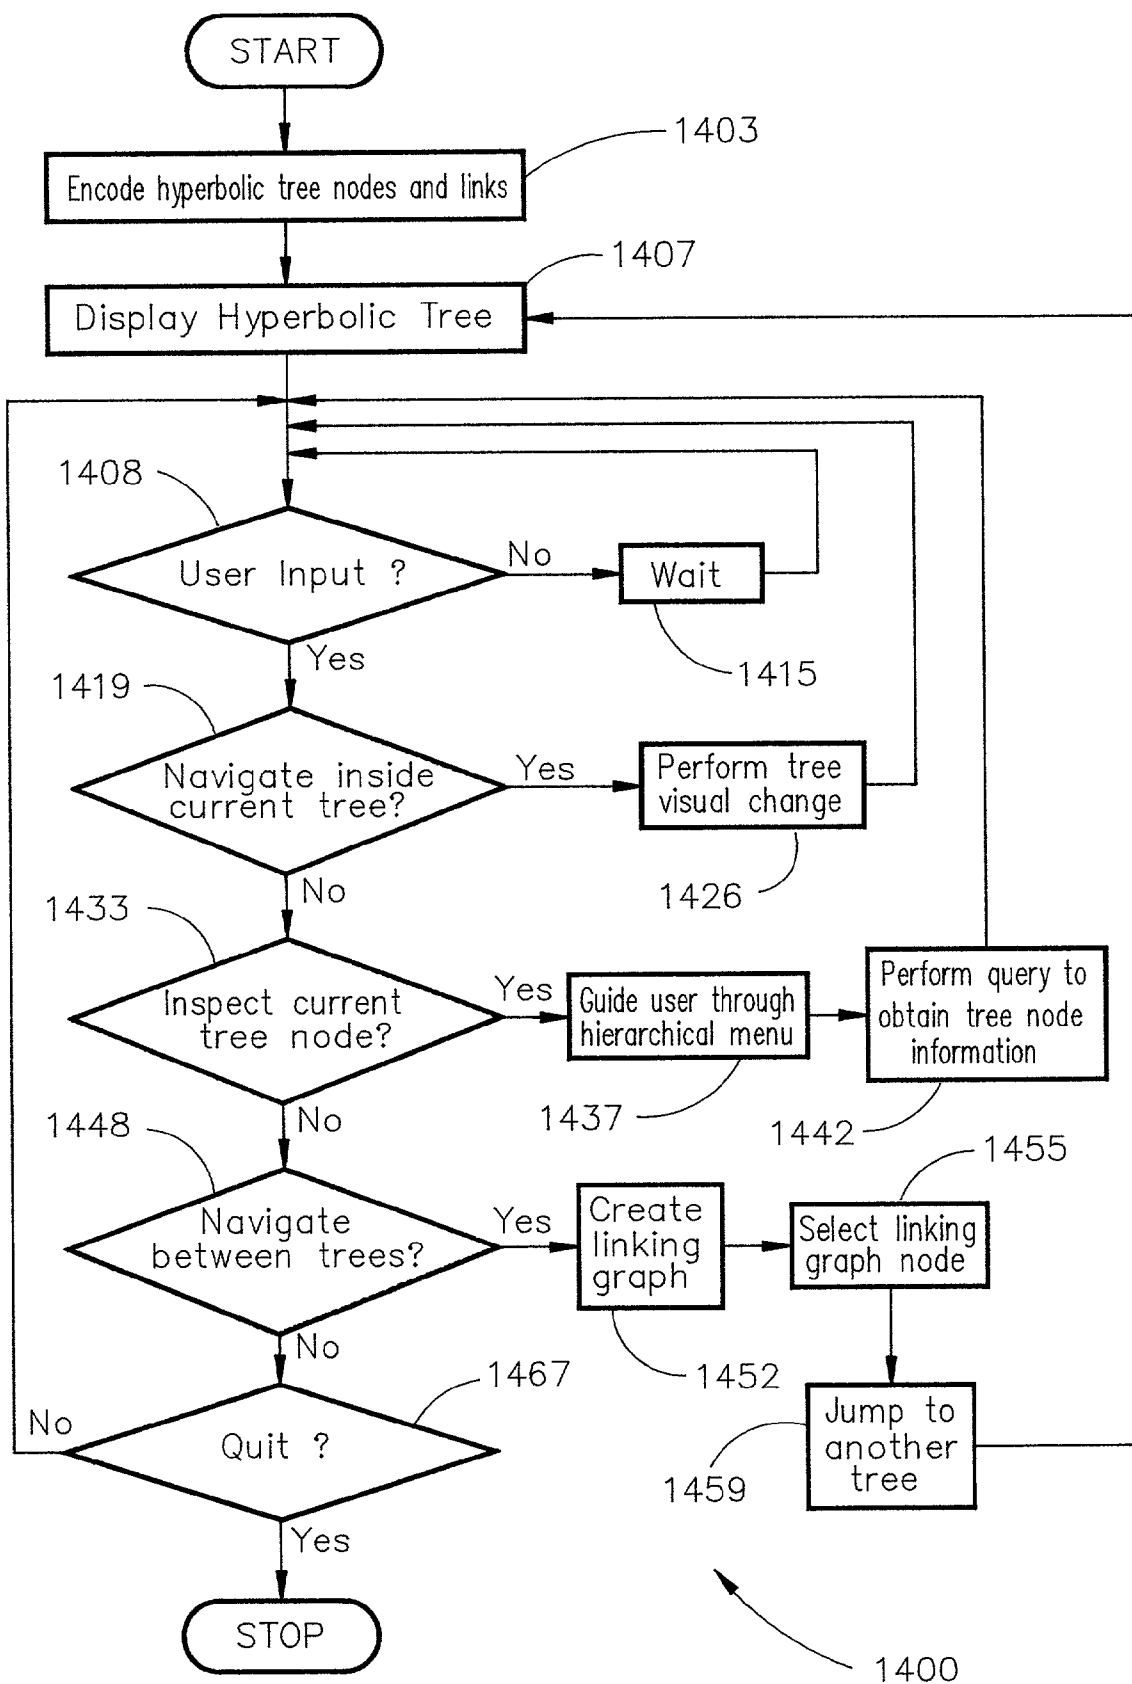 START
1403
Encode hyperbolic tree nodes and links
1407
Display Hyperbolic Tree
1408
User Input ?
No
Wait
1415
Yes
1419
Navigate inside
current tree?
Yes
Perform tree
visual change
1426
No
1433
Inspect current
tree node?
Yes
Guide user through
hierarchical menu
1437
Perform query to
obtain tree node
information
1442
No
1448
Navigate
between trees?
Yes
Create
linking
graph
1452
1455
Select linking
graph node
No
1467
Quit ?
No
Jump to
another
tree
1459
Yes
STOP
1400